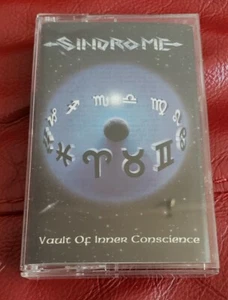 SINDROME
Vault Of Inner Conscience